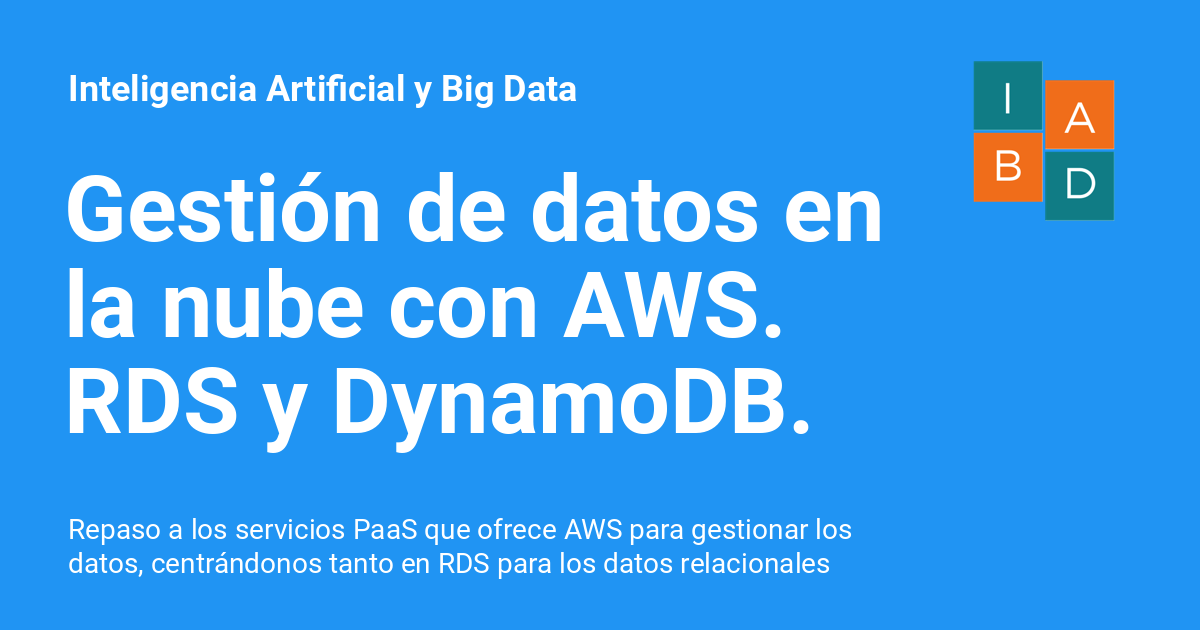 Inteligencia Artificial y Big Data
I A
B D
Gestión de datos en
la nube con AWS.
RDS y DynamoDB.
Repaso a los servicios PaaS que ofrece AWS para gestionar los
datos, centrándonos tanto en RDS para los datos relacionales